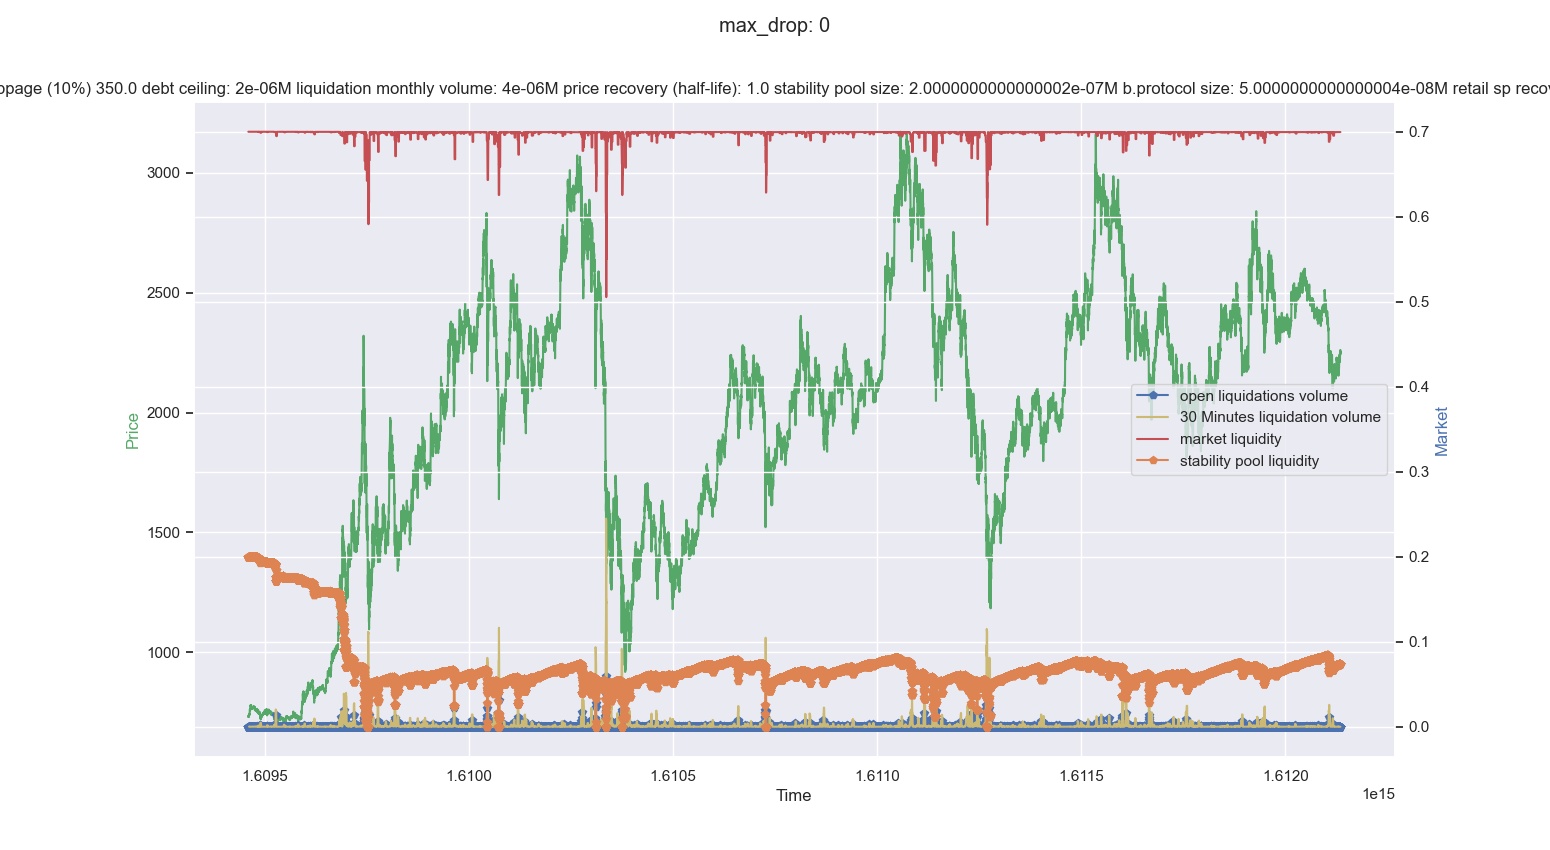 max_drop: 0
opage (10%) 350.0 debt ceiling: 2e-06M liquidation monthly volume: 4e-06M price recovery (half-life): 1.0 stability pool size: 2.0000000000000002e-07M b.protocol size: 5.0000000000000004e-08M retail sp recov
3000
2500
2000
1500
1000
Price
0.7
0.6
0.5
0.4
0.3
0.2
0.1
0.0
Market
open liquidations volume
30 Minutes liquidation volume
market liquidity
stability pool liquidity
1.6095
1.6100
1.6105
1.6110
1.6115
1.6120
Time
1e15